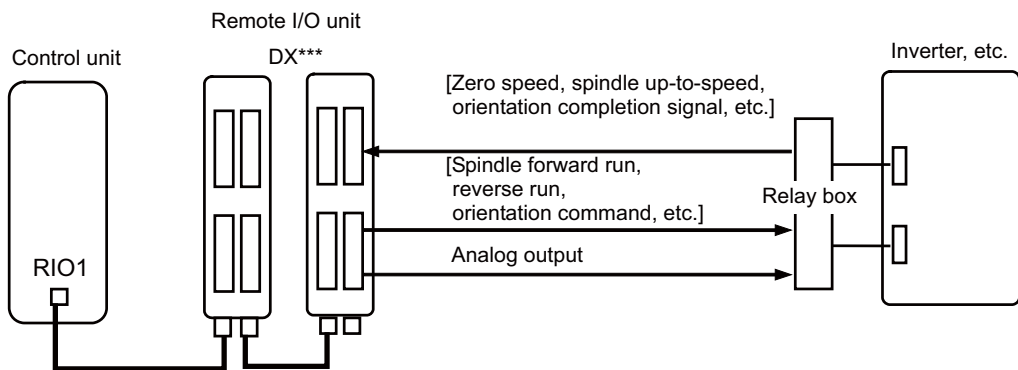 Remote I/O unit
Control unit
DX***
Inverter, etc.
[Zero speed, spindle up-to-speed,
orientation completion signal, etc.]
[Spindle forward run,
reverse run,
orientation command, etc.]
Relay box
Analog output
RIO1